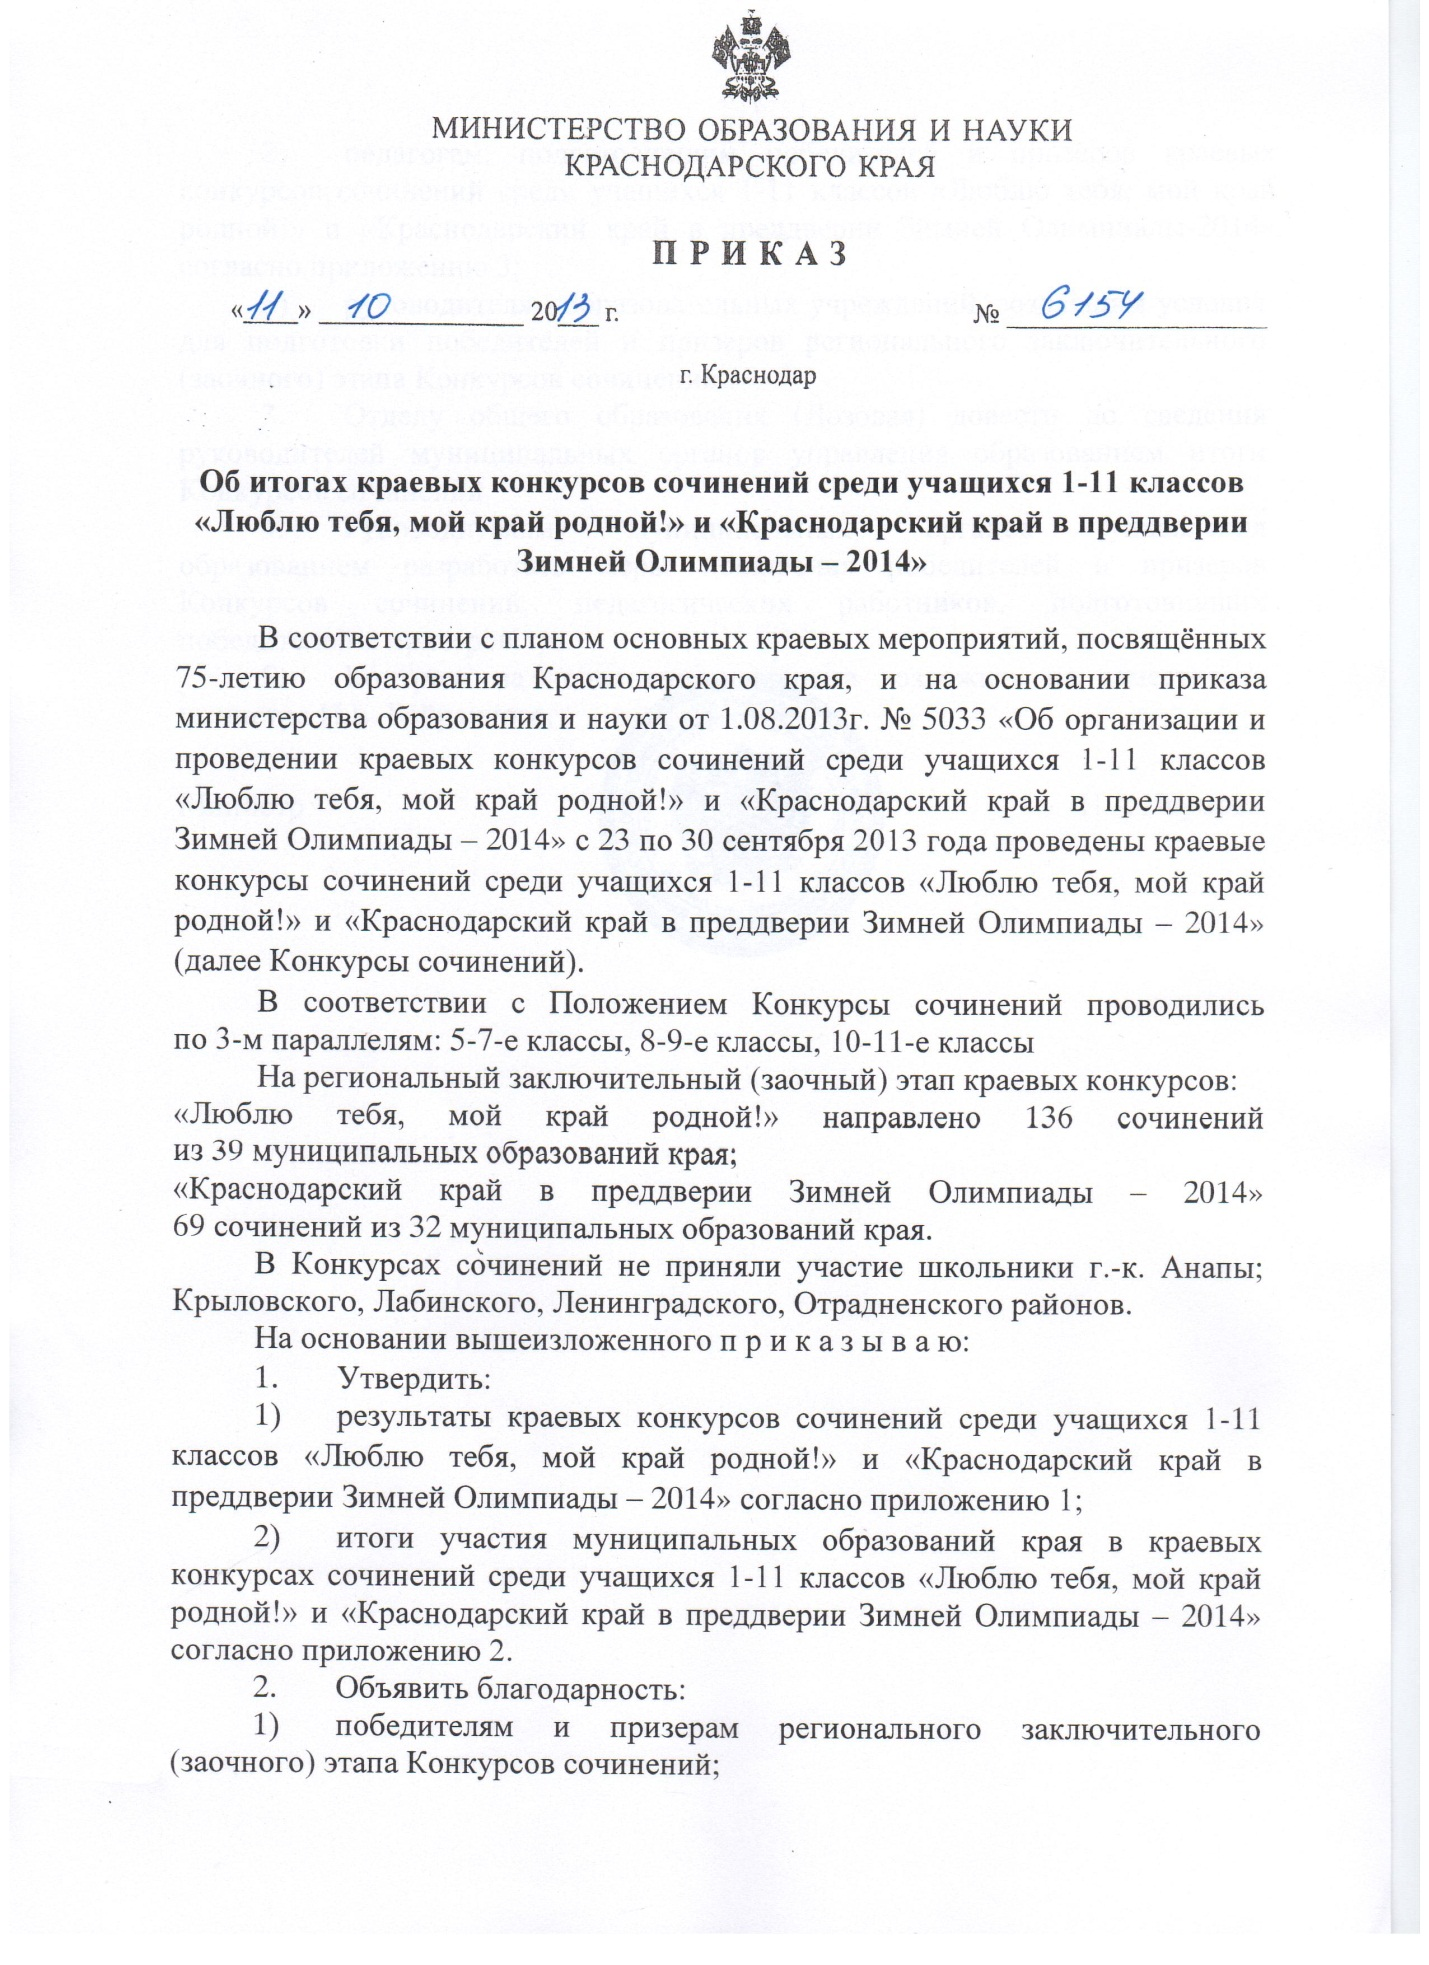 МИНИСТЕРСТВО ОБРАЗОВАНИЯ И НАУКИ
КРАСНОДАРСКОГО КРАЯ
П Р И К А З
«11» 10 2013 г. № 6154
г. Краснодар
Об итогах краевых конкурсов сочинений среди учащихся 1-11 классов
«Люблю тебя, мой край родной!» и «Краснодарский край в преддверии
Зимней Олимпиады – 2014»
В соответствии с планом основных краевых мероприятий, посвящённых
75-летию образования Краснодарского края, и на основании приказа
министерства образования и науки от 1.08.2013г. № 5033 «Об организации и
проведении краевых конкурсов сочинений среди учащихся 1-11 классов
«Люблю тебя, мой край родной!» и «Краснодарский край в преддверии
Зимней Олимпиады – 2014» с 23 по 30 сентября 2013 года проведены краевые
конкурсы сочинений среди учащихся 1-11 классов «Люблю тебя, мой край
родной!» и «Краснодарский край в преддверии Зимней Олимпиады – 2014»
(далее Конкурсы сочинений).
В соответствии с Положением Конкурсы сочинений проводились
по 3-м параллелям: 5-7-е классы, 8-9-е классы, 10-11-е классы
На региональный заключительный (заочный) этап краевых конкурсов:
«Люблю тебя, мой край родной!» направлено 136 сочинений
из 39 муниципальных образований края;
«Краснодарский край в преддверии Зимней Олимпиады – 2014»
69 сочинений из 32 муниципальных образований края.
В Конкурсах сочинений не приняли участие школьники г.-к. Анапы;
Крыловского, Лабинского, Ленинградского, Отрадненского районов.
На основании вышеизложенного п р и к а з ы в а ю:
1. Утвердить:
1) результаты краевых конкурсов сочинений среди учащихся 1-11
классов «Люблю тебя, мой край родной!» и «Краснодарский край в
преддверии Зимней Олимпиады – 2014» согласно приложению 1;
2) итоги участия муниципальных образований края в краевых
конкурсах сочинений среди учащихся 1-11 классов «Люблю тебя, мой край
родной!» и «Краснодарский край в преддверии Зимней Олимпиады – 2014»
согласно приложению 2.
2. Объявить благодарность:
1) победителям и призерам регионального заключительного
(заочного) этапа Конкурсов сочинений;